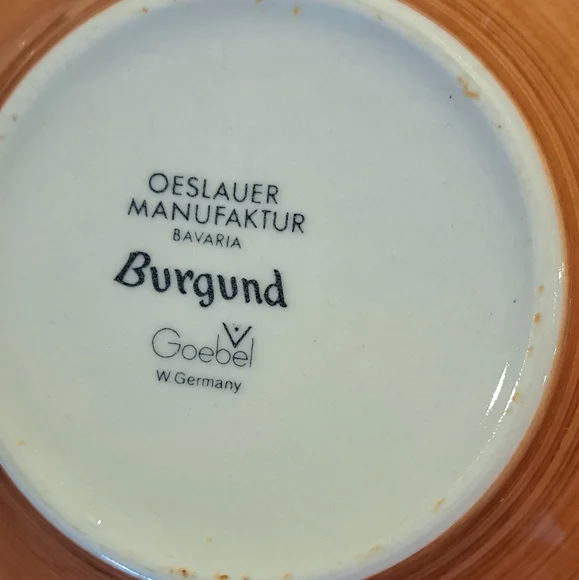 OESLAUER
MANUFAKTUR
BAVARIA
Burgund
Goebel
W.Germany